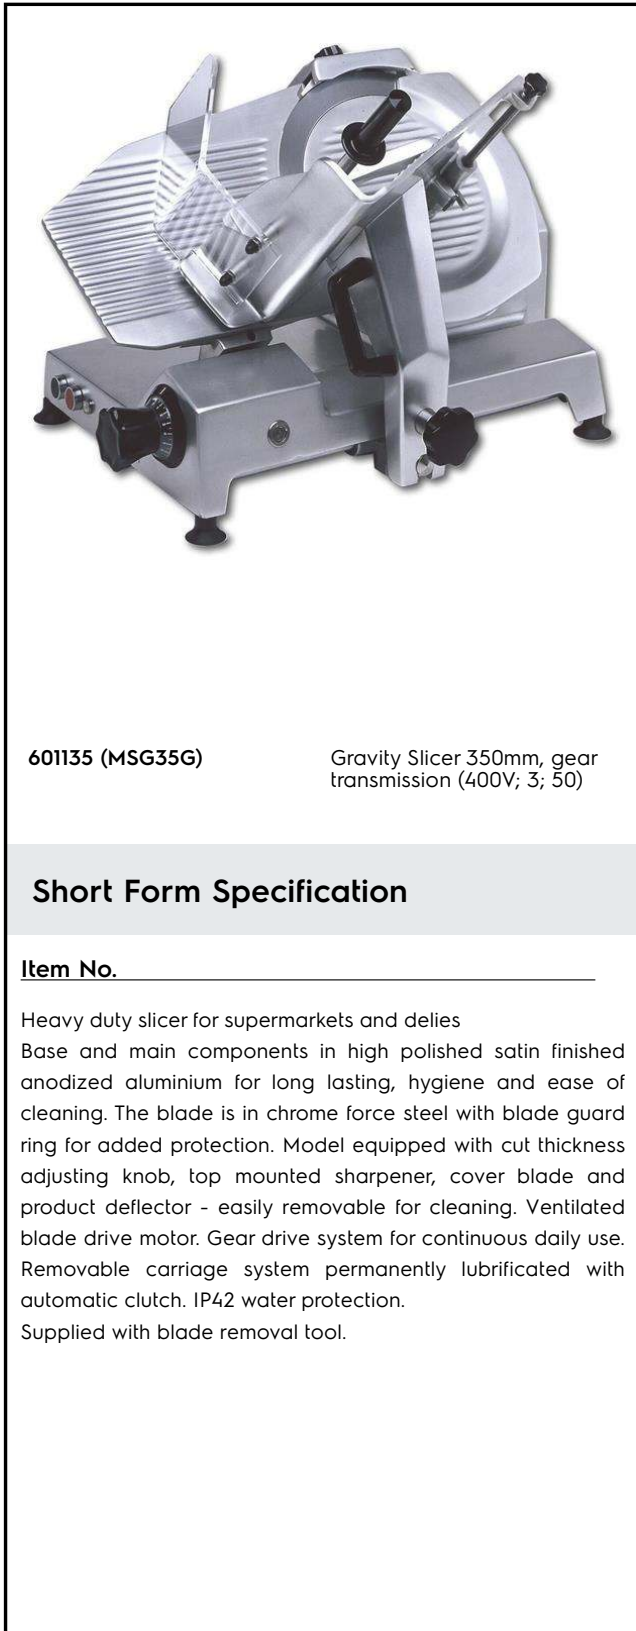 601135 (MSG35G)
Gravity Slicer 350mm, gear
transmission (400V; 3; 50)
Short Form Specification
Item No.
Heavy duty slicer for supermarkets and delies
Base and main components in high polished satin finished
anodized aluminium for long lasting, hygiene and ease of
cleaning. The blade is in chrome force steel with blade guard
ring for added protection. Model equipped with cut thickness
adjusting knob, top mounted sharpener, cover blade and
product deflector - easily removable for cleaning. Ventilated
blade drive motor. Gear drive system for continuous daily use.
Removable carriage system permanently lubrificated with
automatic clutch. IP42 water protection.
Supplied with blade removal tool.